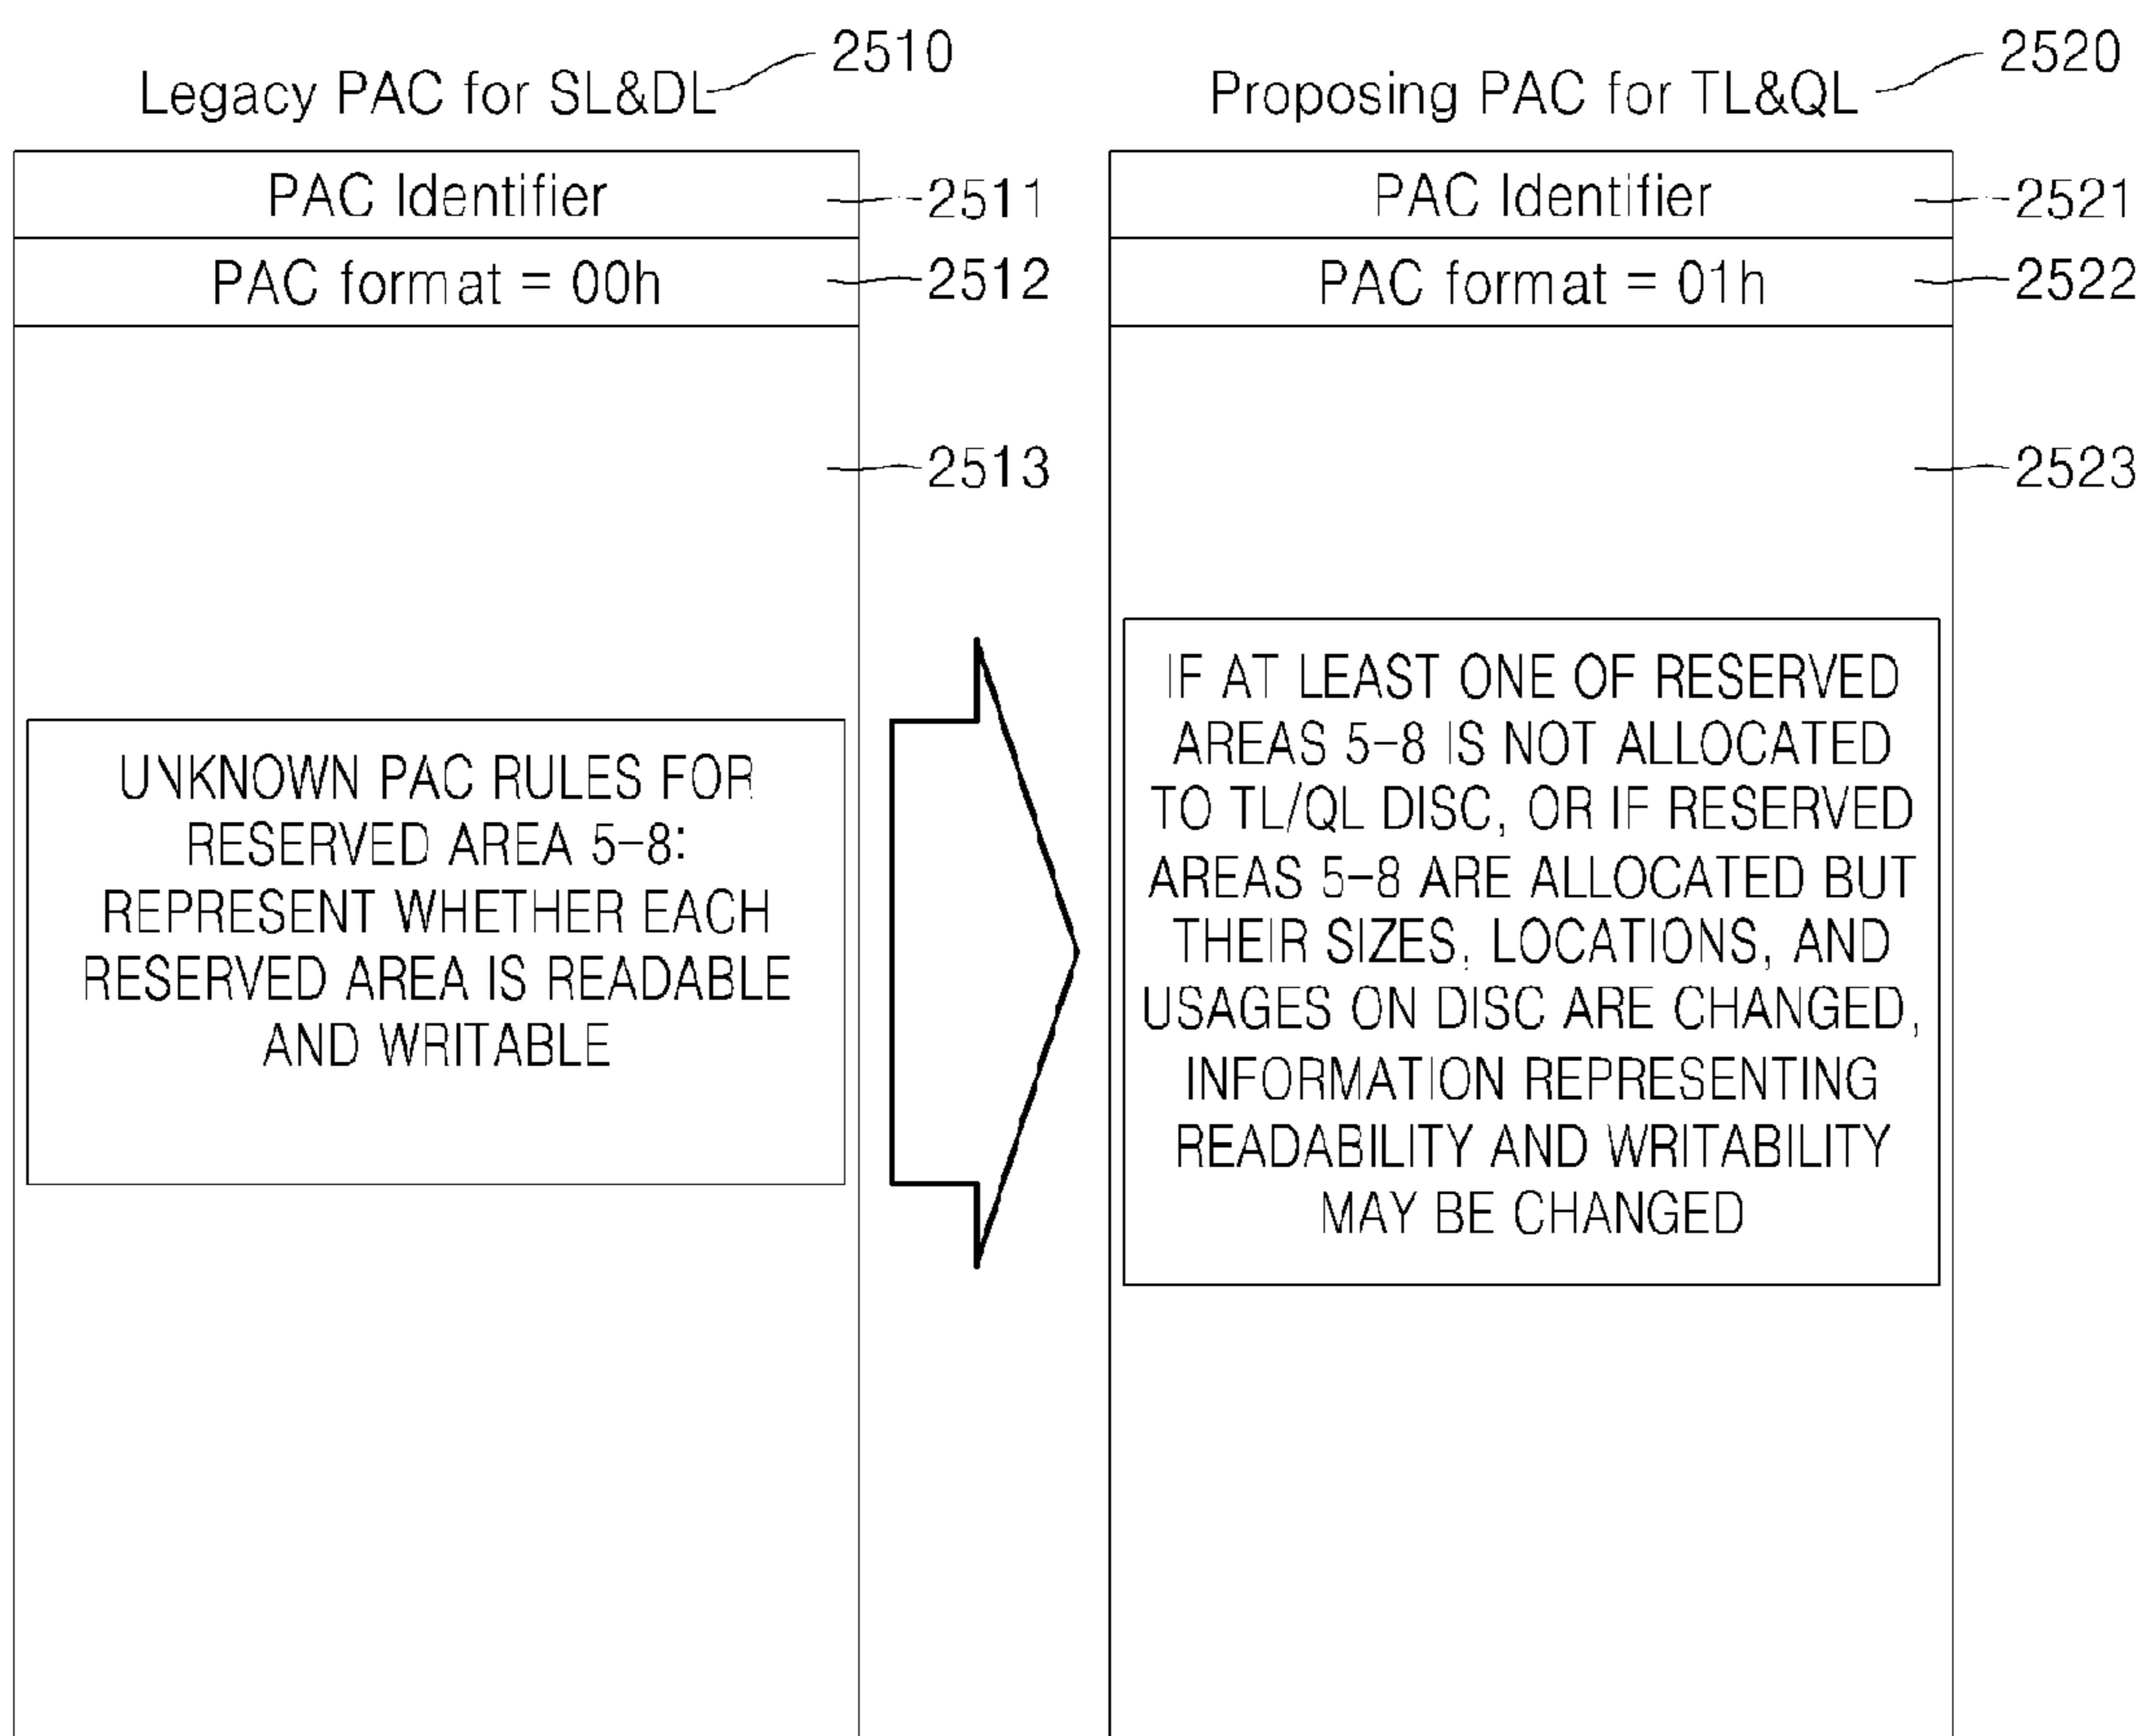 2510
Legacy PAC for SL&DL
PAC Identifier
2511
PAC format = 00h
2512
2513
UNKNOWN PAC RULES FOR
RESERVED AREA 5-8:
REPRESENT WHETHER EACH
RESERVED AREA IS READABLE
AND WRITABLE
2520
Proposing PAC for TL&QL
PAC Identifier
2521
PAC format = 01h
2522
2523
IF AT LEAST ONE OF RESERVED
AREAS 5-8 IS NOT ALLOCATED
TO TL/QL DISC, OR IF RESERVED
AREAS 5-8 ARE ALLOCATED BUT
THEIR SIZES, LOCATIONS, AND
USAGES ON DISC ARE CHANGED,
INFORMATION REPRESENTING
READABILITY AND WRITABILITY
MAY BE CHANGED